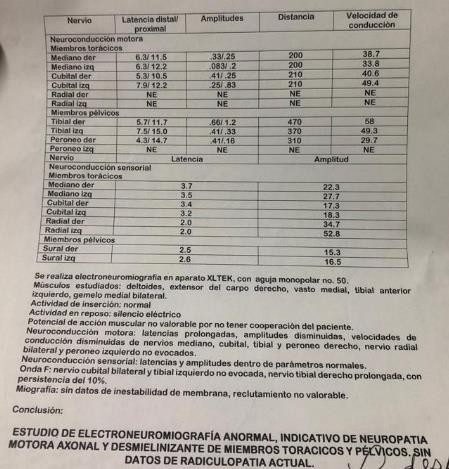 Nervio Latencia distal/ proximal Amplitudes Distancia Velocidad de conducción
Neuroconducción motora
Miembros torácicos
Mediano der 6.3/ 11.5 .33/.25 200 38.7
Mediano izq 6.3/ 12.2 .083/ .2 200 33.8
Cubital der 5.3/ 10.5 .41/.25 210 40.6
Cubital izq 7.9/ 12.2 .25/ .83 210 49.4
Radial der NE NE NE NE
Radial izq NE NE NE NE
Miembros pélvicos
Tibial der 5.7/ 11.7 .66/ 1.2 470 58
Tibial izq 7.5/ 15.0 .41/.33 370 49.3
Peroneo der 4.3/ 14.7 .41/.16 310 29.7
Peroneo izq NE NE NE NE
Nervio Latencia Amplitud
Neuroconducción sensorial
Miembros torácicos
Mediano der 3.7 22.3
Mediano izq 3.5 27.7
Cubital der 3.4 17.3
Cubital izq 3.2 18.3
Radial der 2.0 34.7
Radial izq 2.0 52.8
Miembros pélvicos
Sural der 2.5 15.3
Sural izq 2.6 16.5
Se realiza electroneuromiografía en aparato XLTEK, con aguja monopolar no. 50.
Músculos estudiados: deltoides, extensor del carpo derecho, vasto medial, tibial anterior
izquierdo, gemelo medial bilateral.
Actividad de inserción: normal
Actividad en reposo: silencio eléctrico
Potencial de acción muscular no valorable por no tener cooperación del paciente.
Neuroconducción motora: latencias prolongadas, amplitudes disminuidas, velocidades de
conducción disminuidas de nervios mediano, cubital, tibial y peroneo derecho, nervio radial
bilateral y peroneo izquierdo no evocados.
Neuroconducción sensorial: latencias y amplitudes dentro de parámetros normales.
Onda F: nervio cubital bilateral y tibial izquierdo no evocada, nervio tibial derecho prolongada, con
persistencia del 10%.
Miografía: sin datos de inestabilidad de membrana, reclutamiento no valorable.
Conclusión:
ESTUDIO DE ELECTRONEUROMIOGRAFÍA ANORMAL, INDICATIVO DE NEUROPATIA
MOTORA AXONAL Y DESMIELINIZANTE DE MIEMBROS TORACICOS Y PÉLVICOS. SIN
DATOS DE RADICULOPATIA ACTUAL.